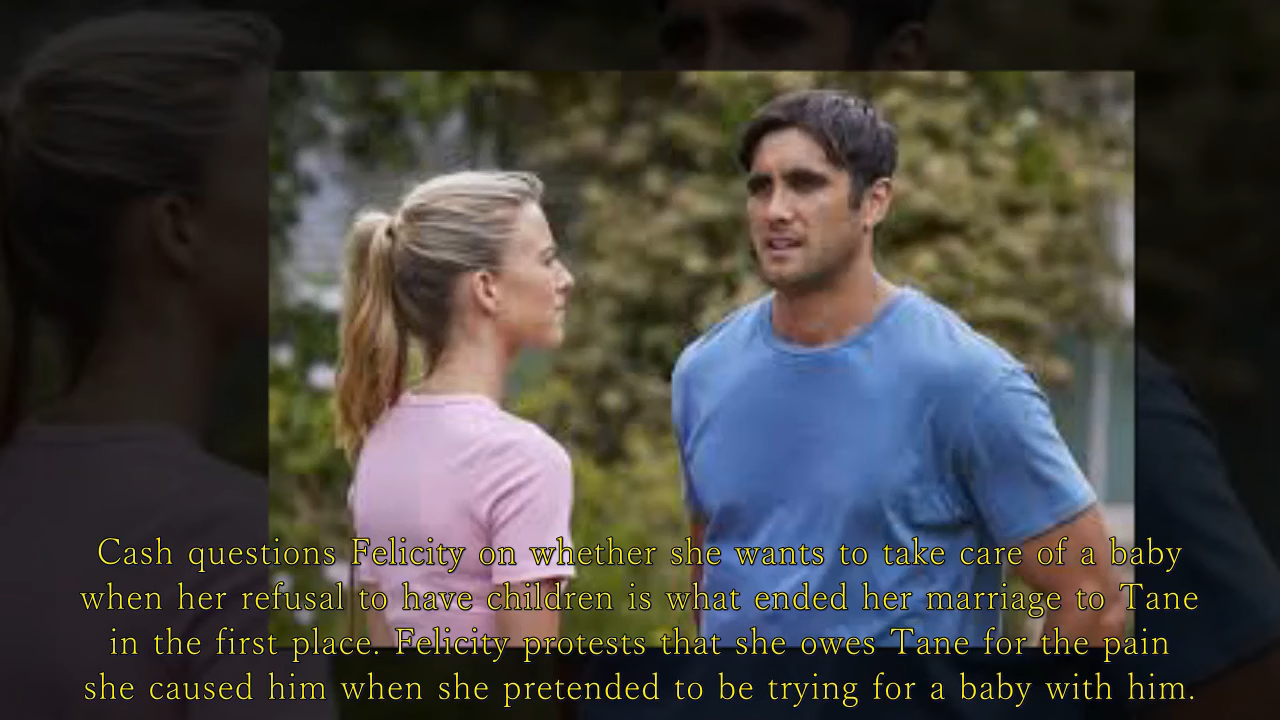 Cash questions Felicity on whether she wants to take care of a baby
when her refusal to have children is what ended her marriage to Tane
in the first place. Felicity protests that she owes Tane for the pain
she caused him when she pretended to be trying for a baby with him.